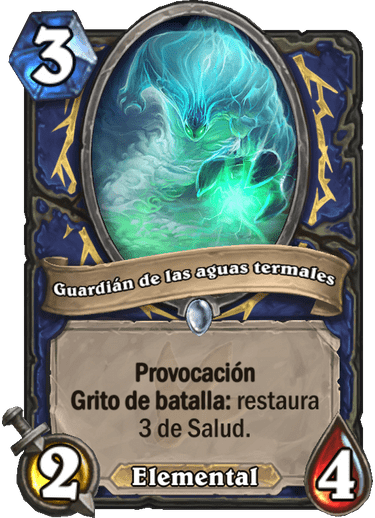 3
Guardián de las aguas termales
Provocación
Grito de batalla: restaura
3 de Salud.
2
Elemental
4